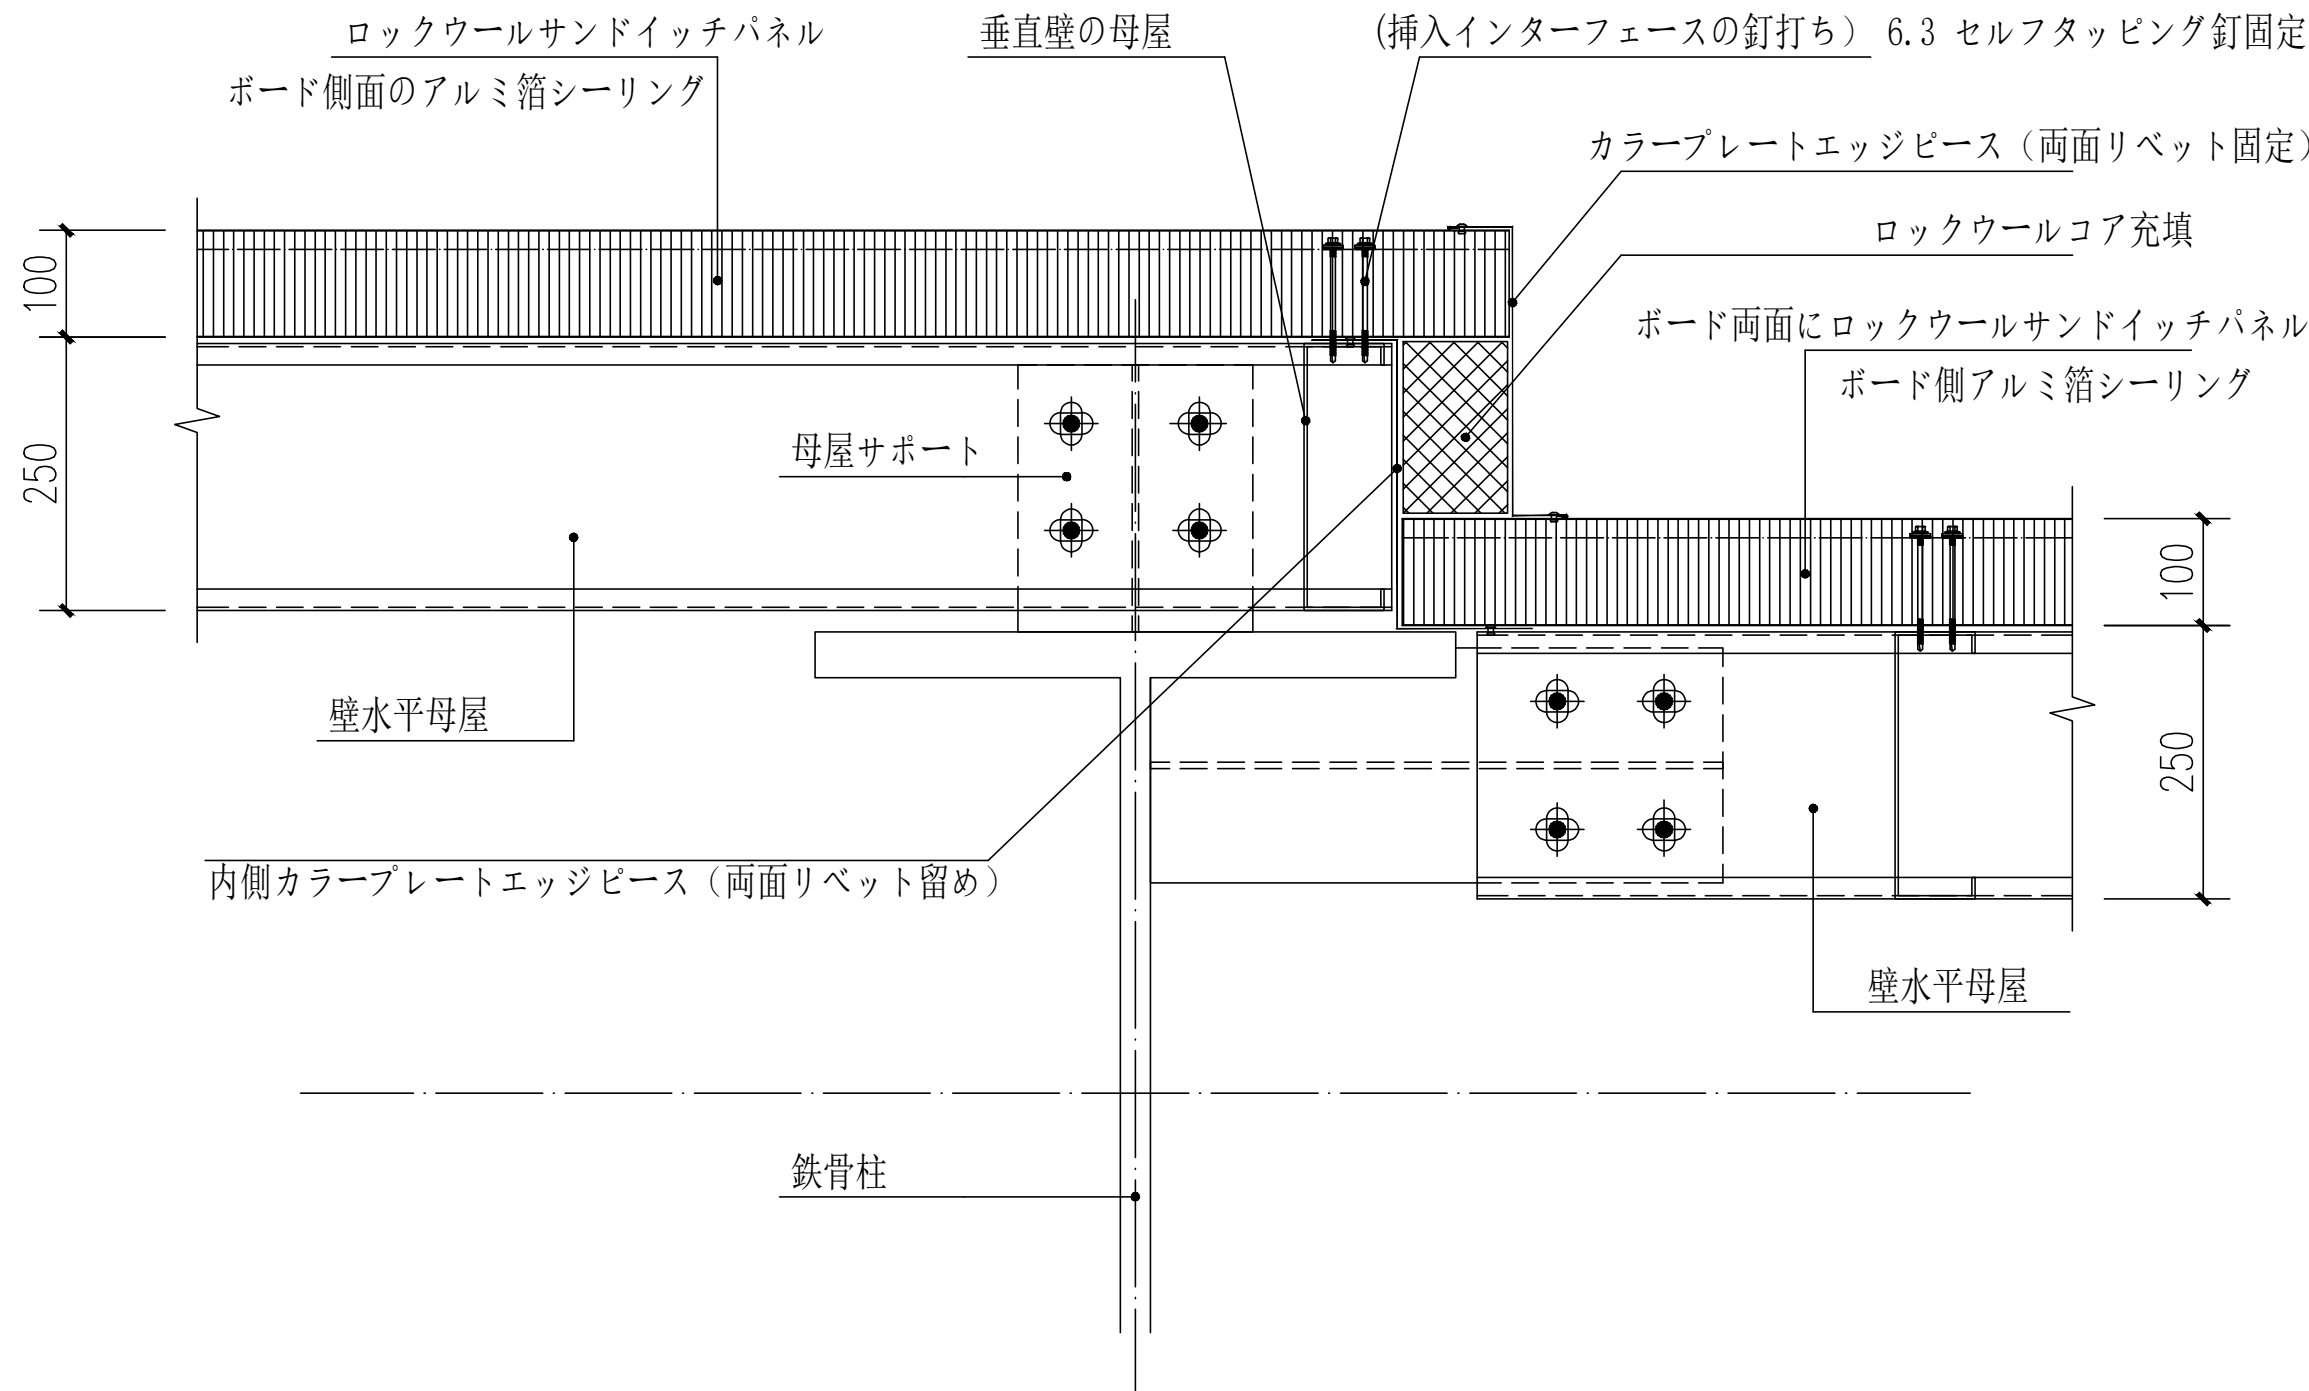 ロックウールサンドイッチパネル
ボード側面のアルミ箔シーリング
垂直壁の母屋
(挿入インターフェースの釘打ち） 6.3 セルフタッピング釘固定
カラープレートエッジピース（両面リベット固定）
ロックウールコア充填
ボード両面にロックウールサンドイッチパネル
ボード側アルミ箔シーリング
100
250
母屋サポート
100
250
壁水平母屋
内側カラープレートエッジピース（両面リベット留め）
壁水平母屋
鉄骨柱